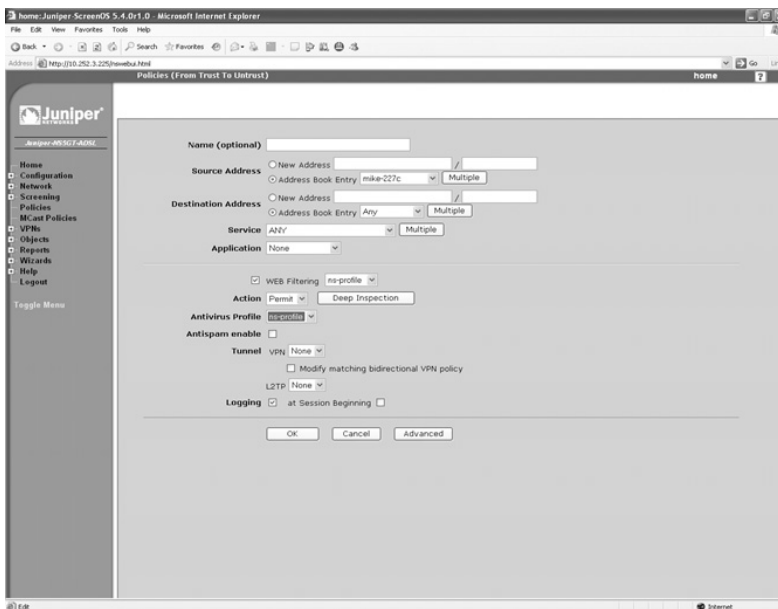 home:Juniper-ScreenOS 5.4.0r1.0 - Microsoft Internet Explorer
File Edit View Favorites Tools Help
Back Search Favorites
Address http://10.252.3.225/nswebui.html Go
Policies (From Trust To Untrust) home ?
Juniper
NETWORKS
Juniper-NS5GT-ADSL
Home
Configuration
Network
Screening
Policies
MCast Policies
VPNs
Objects
Reports
Wizards
Help
Logout
Toggle Menu
Name (optional)
Source Address
New Address /
Address Book Entry mike-227c Multiple
Destination Address
New Address /
Address Book Entry Any Multiple
Service ANY Multiple
Application None
WEB Filtering ns-profile
Action Permit Deep Inspection
Antivirus Profile ns-profile
Antispam enable
Tunnel VPN None
Modify matching bidirectional VPN policy
L2TP None
Logging at Session Beginning
OK Cancel Advanced
Edit Internet